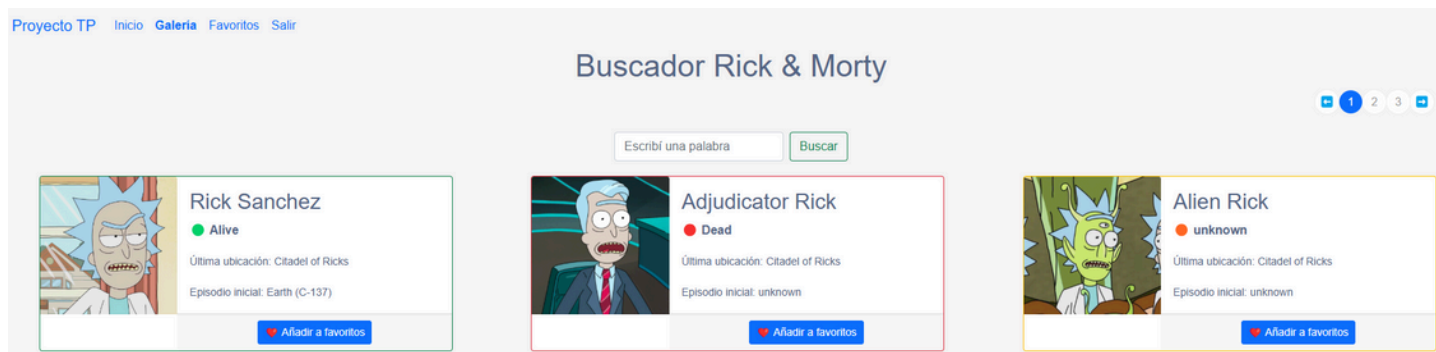 Proyecto TP Inicio Galería Favoritos Salir
Buscador Rick & Morty
1 2 3
Escribí una palabra Buscar
Rick Sanchez
Alive
Última ubicación: Citadel of Ricks
Episodio inicial: Earth (C-137)
Añadir a favoritos
Adjudicator Rick
Dead
Última ubicación: Citadel of Ricks
Episodio inicial: unknown
Añadir a favoritos
Alien Rick
unknown
Última ubicación: Citadel of Ricks
Episodio inicial: unknown
Añadir a favoritos